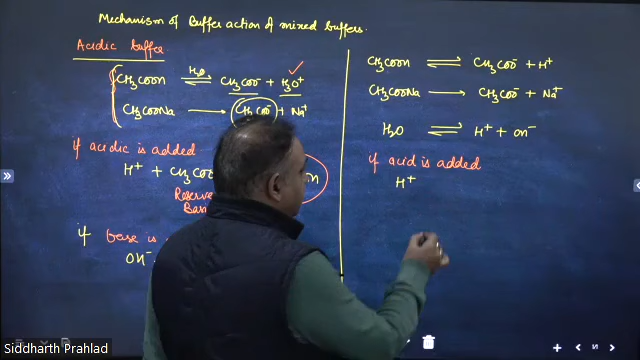 Mechanism of Buffer action of mixed buffers.
Acidic buffer
CH3COOH ⇌ H2O CH3COO⁻ + H3O⁺
CH3COONa ⟶ CH3COO⁻ + Na⁺
if acidic is added
H⁺ + CH3COO
Reserve
if base is
OH⁻
CH3COOH ⇌ CH3COO⁻ + H⁺
CH3COONa ⟶ CH3COO⁻ + Na⁺
H2O ⇌ H⁺ + OH⁻
if acid is added
H⁺
Siddharth Prahlad